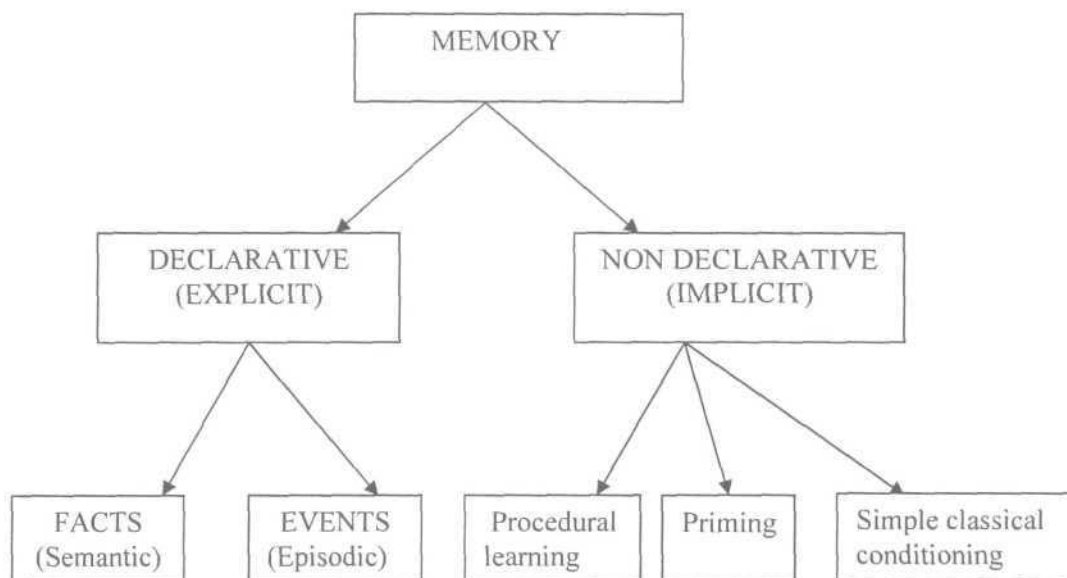 MEMORY
DECLARATIVE
(EXPLICIT)
NON DECLARATIVE
(IMPLICIT)
FACTS
(Semantic)
EVENTS
(Episodic)
Procedural
learning
Priming
Simple classical
conditioning